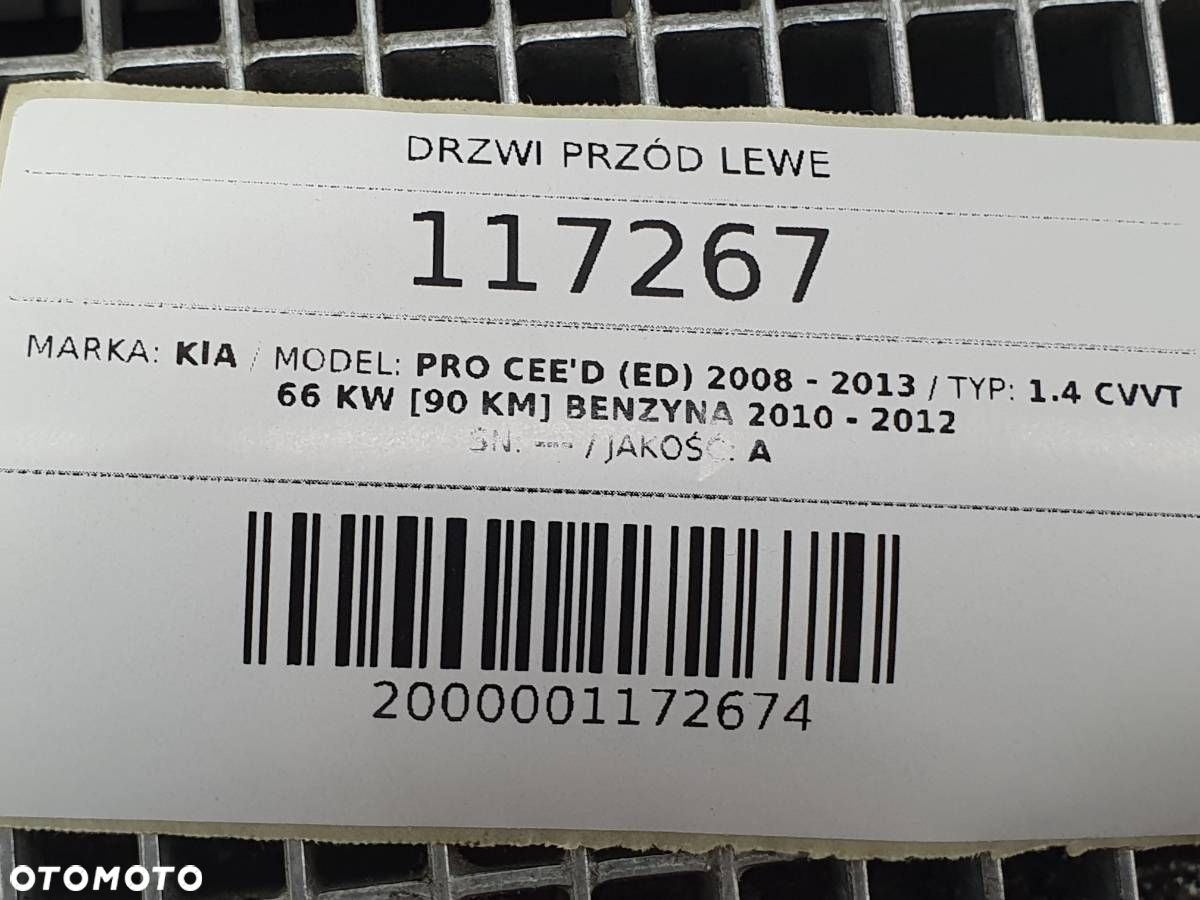 DRZWI PRZÓD LEWE
117267
MARKA: KIA / MODEL: PRO CEE'D (ED) 2008 - 2013 / TYP: 1.4 CVVT
66 KW [90 KM] BENZYNA 2010 - 2012
SN: --- / JAKOŚĆ: A
2000001172674
OTOMOTO